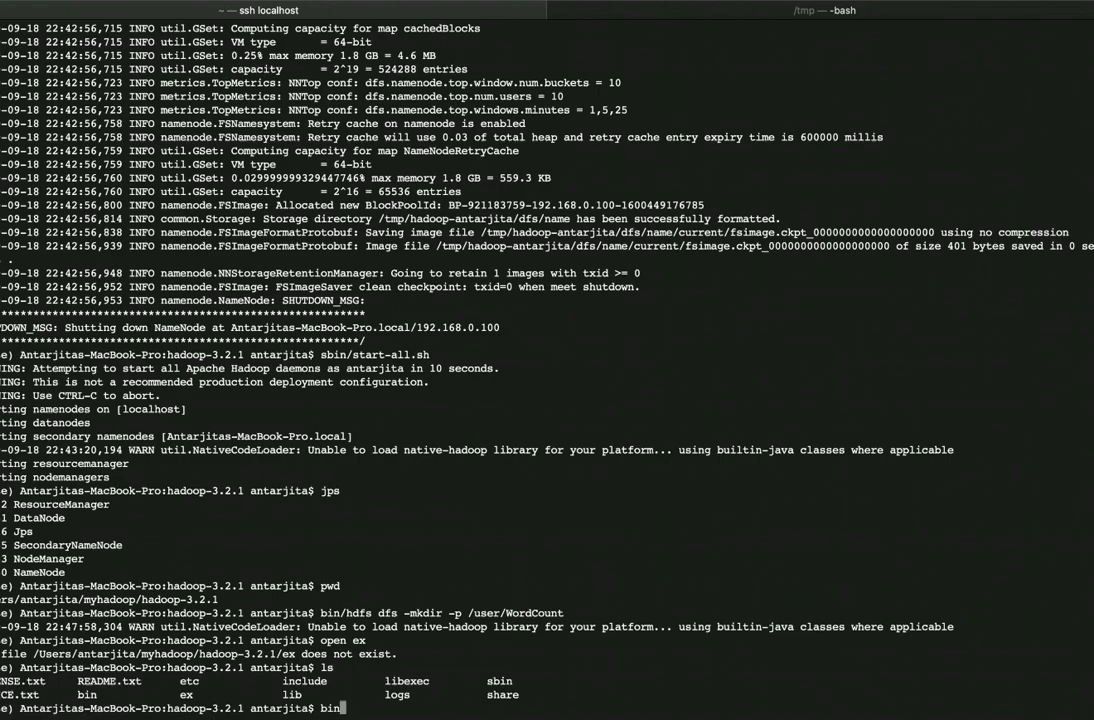 ~ — ssh localhost
/tmp — -bash
-09-18 22:42:56,715 INFO util.GSet: Computing capacity for map cachedBlocks
-09-18 22:42:56,715 INFO util.GSet: VM type       = 64-bit
-09-18 22:42:56,715 INFO util.GSet: 0.25% max memory 1.8 GB = 4.6 MB
-09-18 22:42:56,715 INFO util.GSet: capacity      = 2^19 = 524288 entries
-09-18 22:42:56,723 INFO metrics.TopMetrics: NNTop conf: dfs.namenode.top.window.num.buckets = 10
-09-18 22:42:56,723 INFO metrics.TopMetrics: NNTop conf: dfs.namenode.top.num.users = 10
-09-18 22:42:56,723 INFO metrics.TopMetrics: NNTop conf: dfs.namenode.top.windows.minutes = 1,5,25
-09-18 22:42:56,758 INFO namenode.FSNamesystem: Retry cache on namenode is enabled
-09-18 22:42:56,758 INFO namenode.FSNamesystem: Retry cache will use 0.03 of total heap and retry cache entry expiry time is 600000 millis
-09-18 22:42:56,759 INFO util.GSet: Computing capacity for map NameNodeRetryCache
-09-18 22:42:56,759 INFO util.GSet: VM type       = 64-bit
-09-18 22:42:56,760 INFO util.GSet: 0.029999999329447746% max memory 1.8 GB = 559.3 KB
-09-18 22:42:56,760 INFO util.GSet: capacity      = 2^16 = 65536 entries
-09-18 22:42:56,800 INFO namenode.FSImage: Allocated new BlockPoolId: BP-921183759-192.168.0.100-1600449176785
-09-18 22:42:56,814 INFO common.Storage: Storage directory /tmp/hadoop-antarjita/dfs/name has been successfully formatted.
-09-18 22:42:56,838 INFO namenode.FSImageFormatProtobuf: Saving image file /tmp/hadoop-antarjita/dfs/name/current/fsimage.ckpt_0000000000000000000 using no compression
-09-18 22:42:56,939 INFO namenode.FSImageFormatProtobuf: Image file /tmp/hadoop-antarjita/dfs/name/current/fsimage.ckpt_0000000000000000000 of size 401 bytes saved in 0 se
.
-09-18 22:42:56,948 INFO namenode.NNStorageRetentionManager: Going to retain 1 images with txid >= 0
-09-18 22:42:56,952 INFO namenode.FSImage: FSImageSaver clean checkpoint: txid=0 when meet shutdown.
-09-18 22:42:56,953 INFO namenode.NameNode: SHUTDOWN_MSG:
*********************************************************
DOWN_MSG: Shutting down NameNode at Antarjitas-MacBook-Pro.local/192.168.0.100
********************************************************/
e) Antarjitas-MacBook-Pro:hadoop-3.2.1 antarjita$ sbin/start-all.sh
NING: Attempting to start all Apache Hadoop daemons as antarjita in 10 seconds.
NING: This is not a recommended production deployment configuration.
NING: Use CTRL-C to abort.
rting namenodes on [localhost]
rting datanodes
rting secondary namenodes [Antarjitas-MacBook-Pro.local]
-09-18 22:43:20,194 WARN util.NativeCodeLoader: Unable to load native-hadoop library for your platform... using builtin-java classes where applicable
rting resourcemanager
rting nodemanagers
e) Antarjitas-MacBook-Pro:hadoop-3.2.1 antarjita$ jps
2 ResourceManager
1 DataNode
6 Jps
5 SecondaryNameNode
3 NodeManager
0 NameNode
e) Antarjitas-MacBook-Pro:hadoop-3.2.1 antarjita$ pwd
rs/antarjita/myhadoop/hadoop-3.2.1
e) Antarjitas-MacBook-Pro:hadoop-3.2.1 antarjita$ bin/hdfs dfs -mkdir -p /user/WordCount
-09-18 22:47:58,304 WARN util.NativeCodeLoader: Unable to load native-hadoop library for your platform... using builtin-java classes where applicable
e) Antarjitas-MacBook-Pro:hadoop-3.2.1 antarjita$ open ex
file /Users/antarjita/myhadoop/hadoop-3.2.1/ex does not exist.
e) Antarjitas-MacBook-Pro:hadoop-3.2.1 antarjita$ ls
NSE.txt     README.txt      etc             include         libexec         sbin
CE.txt      bin             ex              lib             logs            share
e) Antarjitas-MacBook-Pro:hadoop-3.2.1 antarjita$ bin